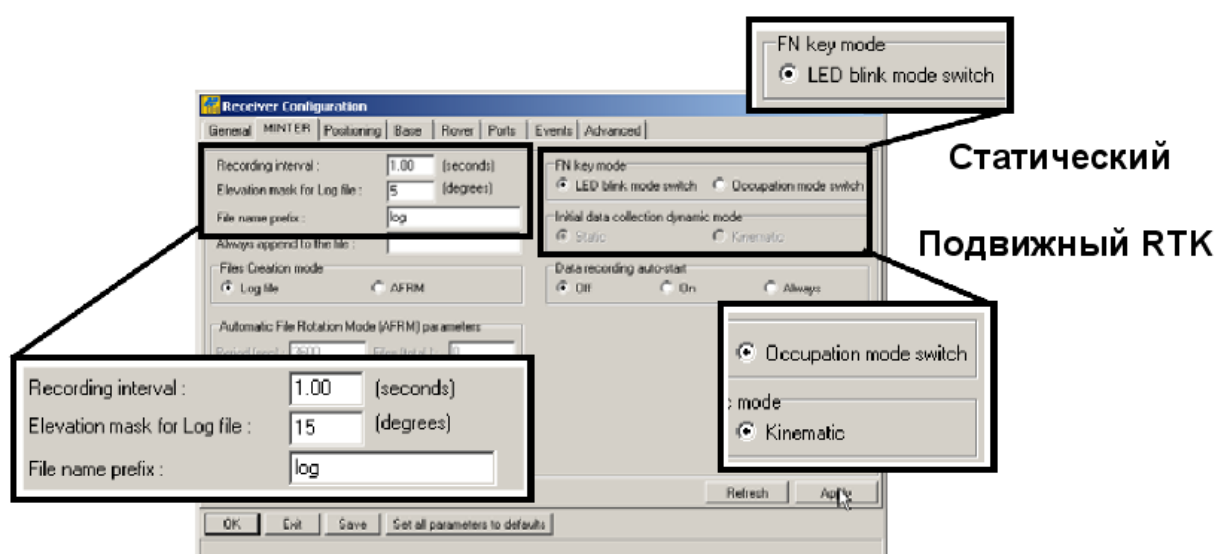 FN key mode
LED blink mode switch
Receiver Configuration
General MINTER Positioning Base Rover Ports Events Advanced
Recording interval : 1.00 (seconds)
Elevation mask for Log file : 5 (degrees)
File name prefix : log
Always append to the file :
Files Creation mode
Log file AFRM
Automatic File Rotation Mode (AFRM) parameters
FN key mode
LED blink mode switch Occupation mode switch
Initial data collection dynamic mode
Static Kinematic
Data recording auto-start
Off On Always
Статический
Подвижный RTK
Recording interval : 1.00 (seconds)
Elevation mask for Log file : 15 (degrees)
File name prefix : log
Occupation mode switch
mode
Kinematic
Refresh Apply
OK Exit Save Set all parameters to defaults